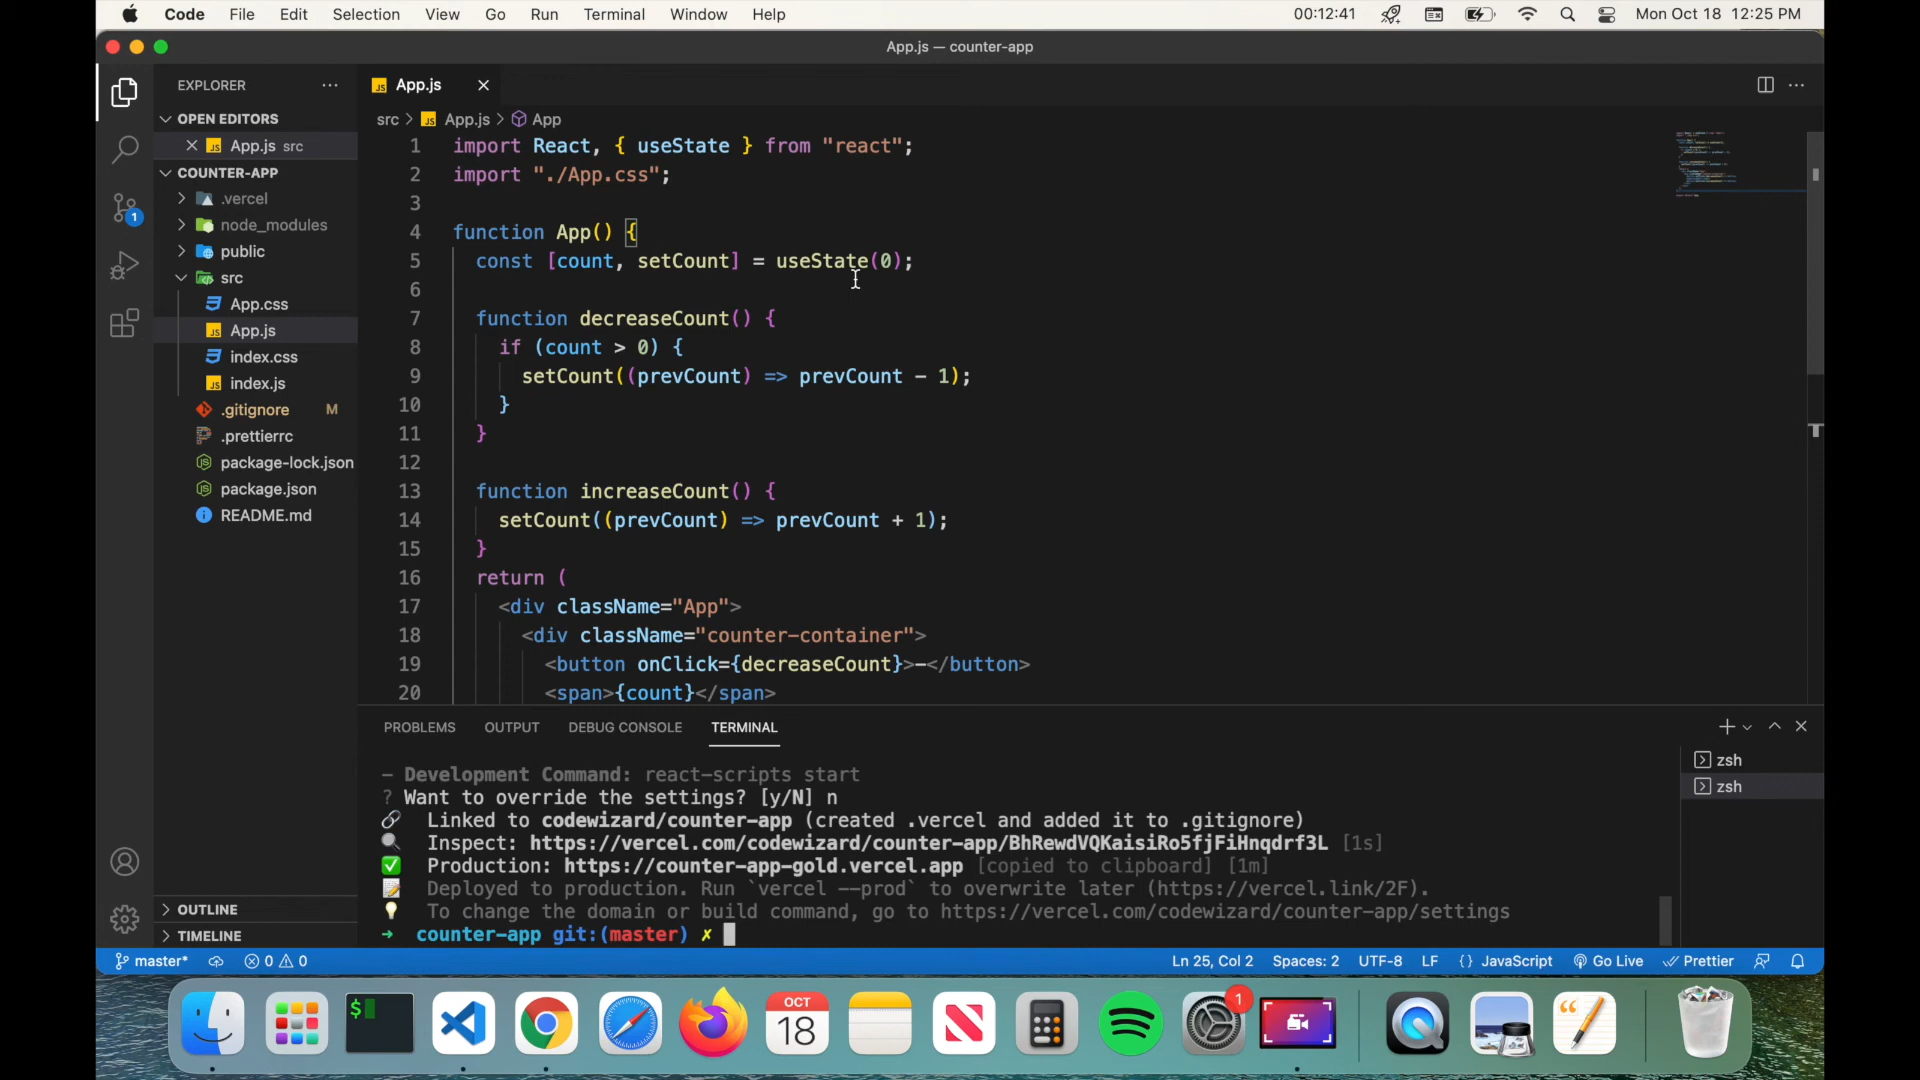 Code File Edit Selection View Go Run Terminal Window Help 00:12:41 Mon Oct 18 12:25 PM
App.js — counter-app
EXPLORER
OPEN EDITORS
App.js src
COUNTER-APP
.vercel
node_modules
public
src
App.css
App.js
index.css
index.js
.gitignore M
.prettierrc
package-lock.json
package.json
README.md
OUTLINE
TIMELINE
1
App.js
src > App.js > App
1 import React, { useState } from "react";
2 import "./App.css";
3
4 function App() {
5 const [count, setCount] = useState(0);
6
7 function decreaseCount() {
8 if (count > 0) {
9 setCount((prevCount) => prevCount - 1);
10 }
11 }
12
13 function increaseCount() {
14 setCount((prevCount) => prevCount + 1);
15 }
16 return (
17 <div className="App">
18 <div className="counter-container">
19 <button onClick={decreaseCount}>-</button>
20 <span>{count}</span>
PROBLEMS OUTPUT DEBUG CONSOLE TERMINAL
zsh
zsh
- Development Command: react-scripts start
? Want to override the settings? [y/N] n
Linked to codewizard/counter-app (created .vercel and added it to .gitignore)
Inspect: https://vercel.com/codewizard/counter-app/BhRewdVQKaisiRo5fjFiHnqdrf3L [1s]
Production: https://counter-app-gold.vercel.app [copied to clipboard] [1m]
Deployed to production. Run `vercel --prod` to overwrite later (https://vercel.link/2F).
To change the domain or build command, go to https://vercel.com/codewizard/counter-app/settings
→ counter-app git:(master) ✗
master* 0 0 Ln 25, Col 2 Spaces: 2 UTF-8 LF {} JavaScript Go Live Prettier
$
OCT
18
1